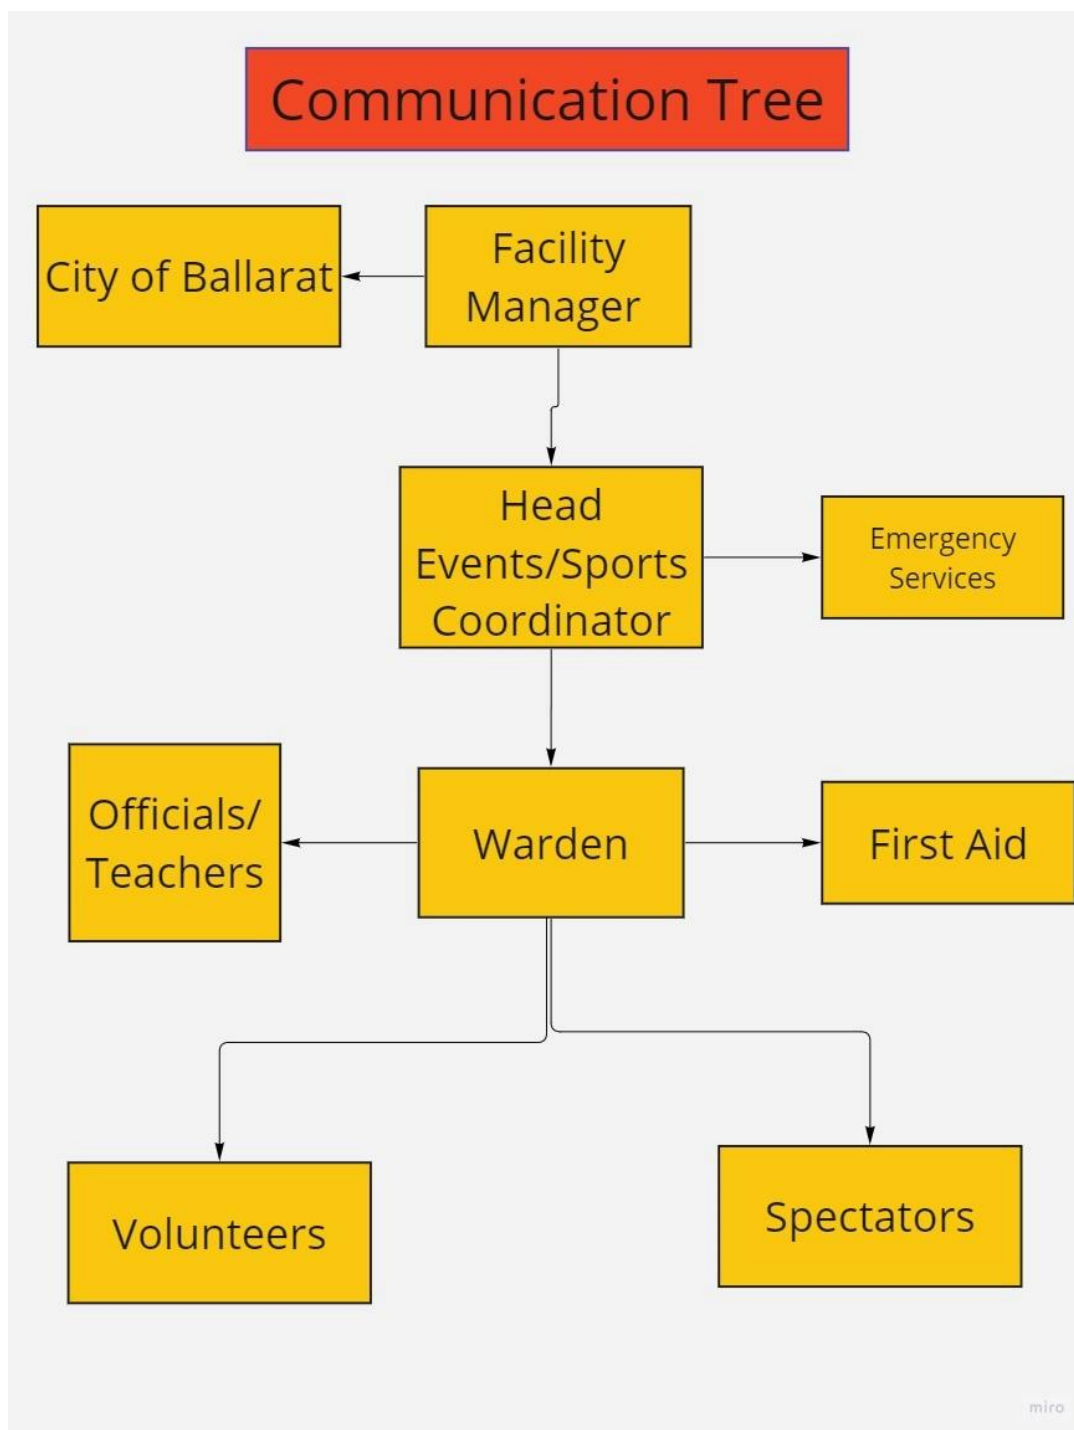 Communication Tree
City of Ballarat
Facility
Manager
Head
Events/Sports
Coordinator
Emergency
Services
Officials/
Teachers
Warden
First Aid
Volunteers
Spectators
miro